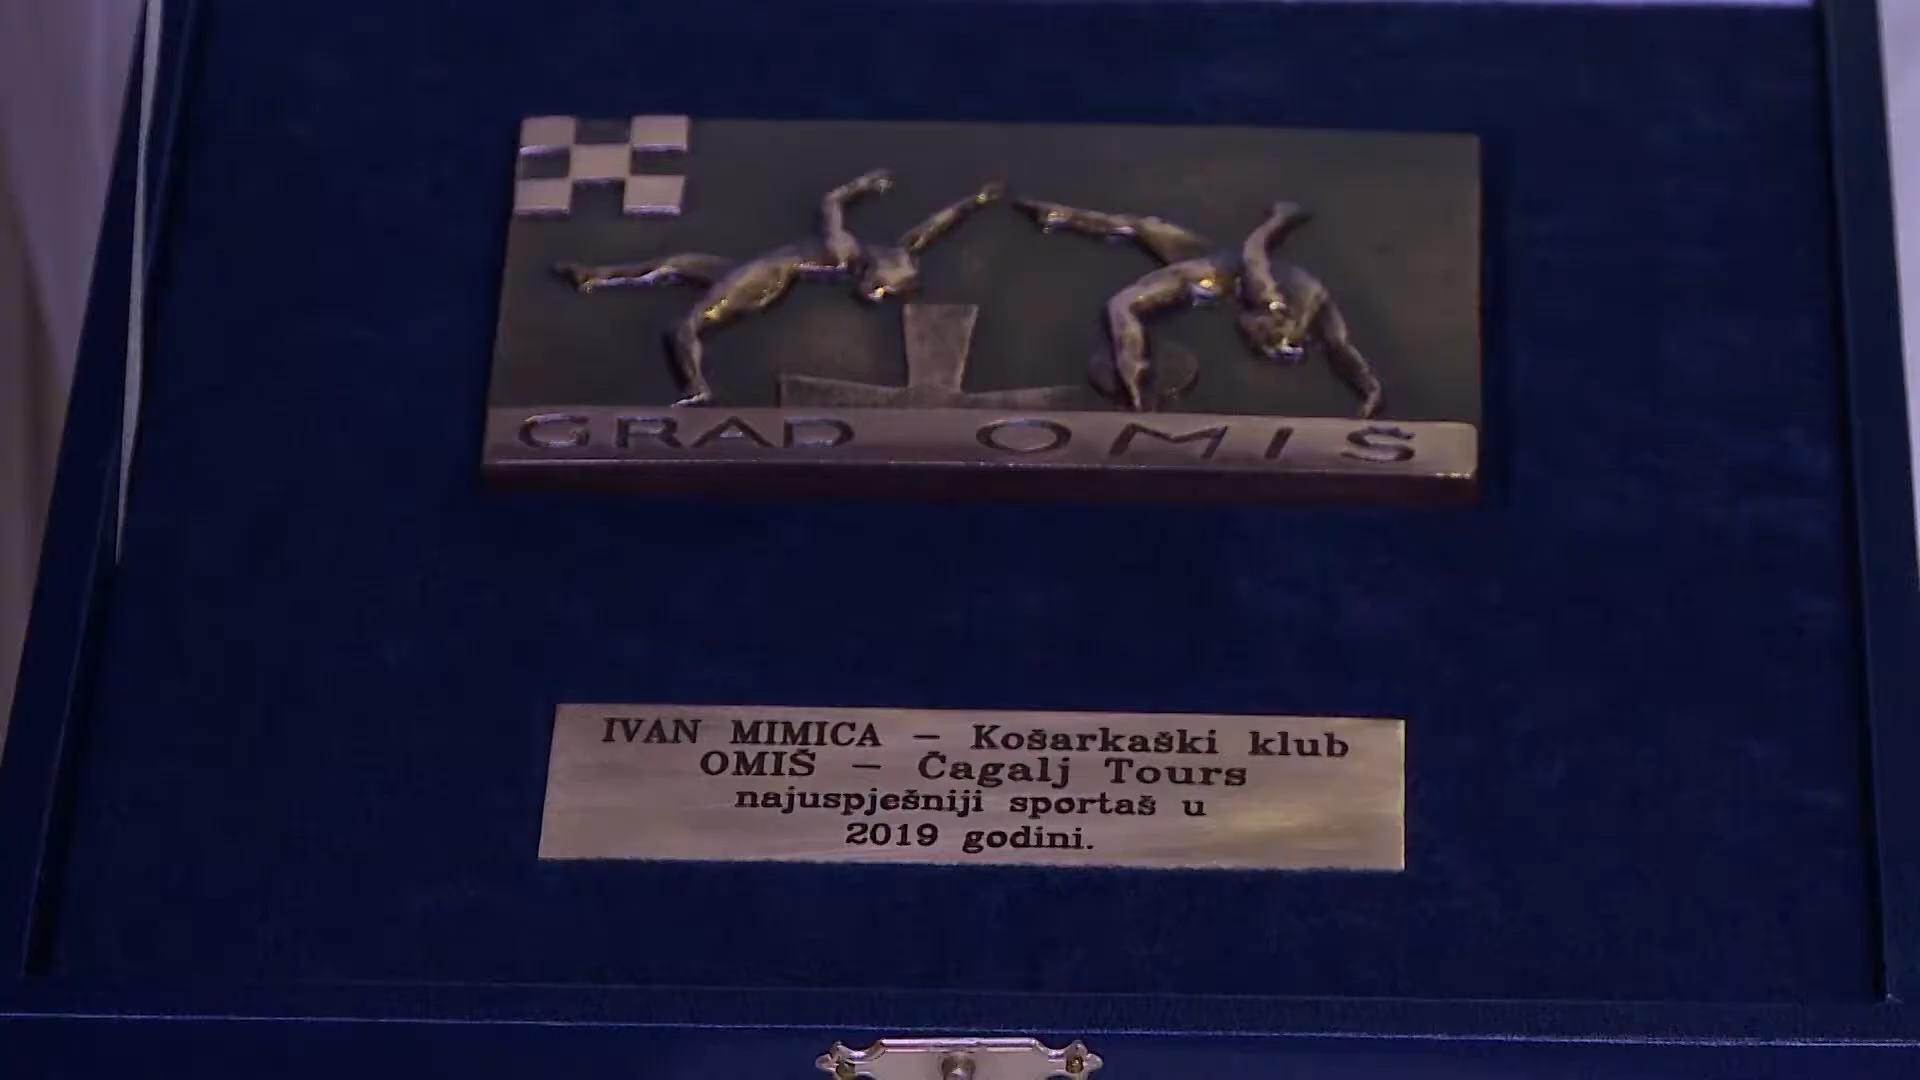 GRAD OMIŠ
IVAN MIMICA – Košarkaški klub
OMIŠ – Čagalj Tours
najuspješniji sportaš u
2019 godini.